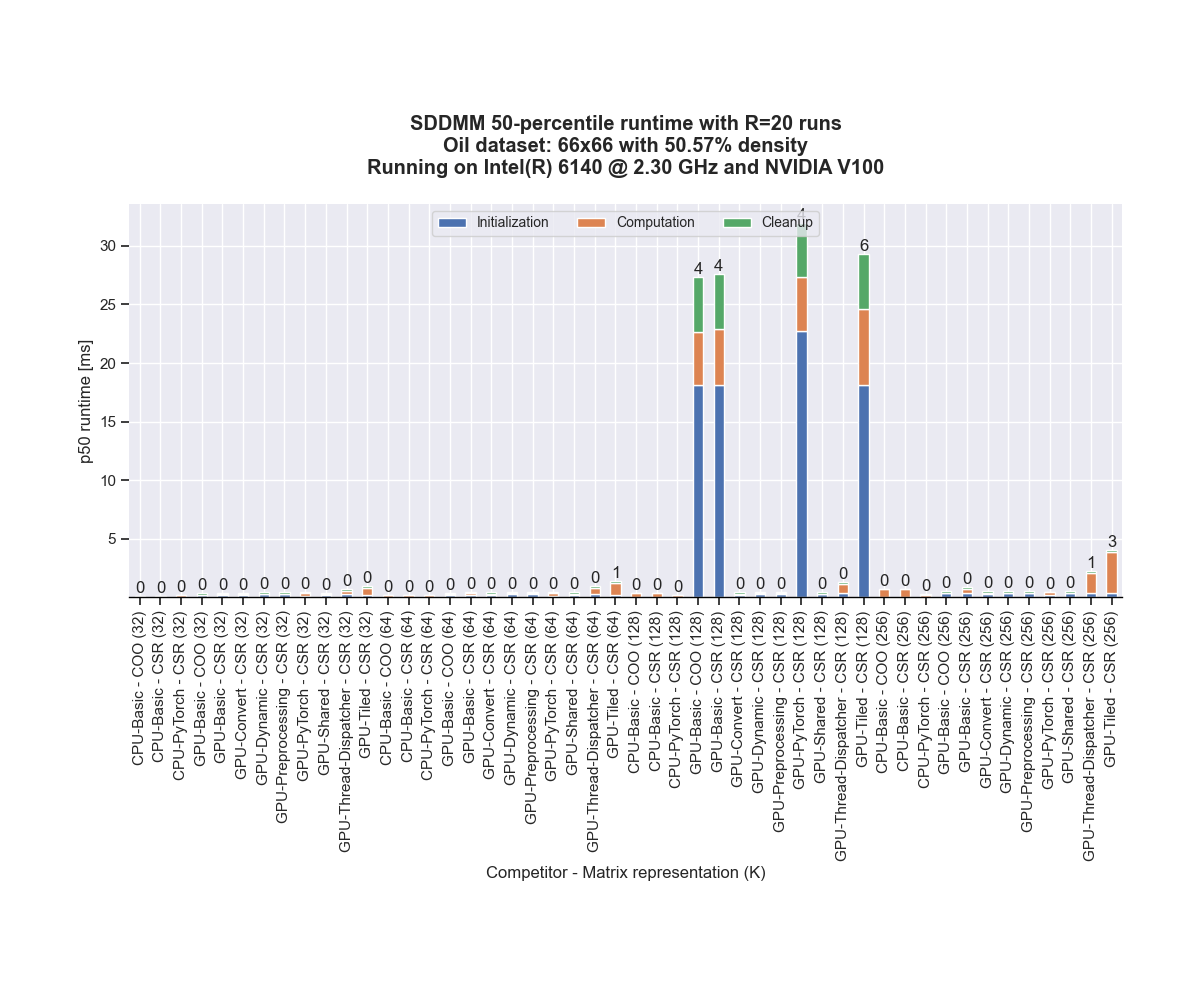 SDDMM 50-percentile runtime with R=20 runs
Oil dataset: 66x66 with 50.57% density
Running on Intel(R) 6140 @ 2.30 GHz and NVIDIA V100
Initialization Computation Cleanup
p50 runtime [ms]
30
25
20
15
10
5
0 0 0 0 0 0 0 0 0 0 0 0 0 0 0 0 0 0 0 0 0 0 0 1 0 0 0 4 4 0 0 0 4 0 0 6 0 0 0 0 0 0 0 0 0 0 1 3
CPU-Basic - COO (32)
CPU-Basic - CSR (32)
CPU-PyTorch - CSR (32)
GPU-Basic - COO (32)
GPU-Basic - CSR (32)
GPU-Convert - CSR (32)
GPU-Dynamic - CSR (32)
GPU-Preprocessing - CSR (32)
GPU-PyTorch - CSR (32)
GPU-Shared - CSR (32)
GPU-Thread-Dispatcher - CSR (32)
GPU-Tiled - CSR (32)
CPU-Basic - COO (64)
CPU-Basic - CSR (64)
CPU-PyTorch - CSR (64)
GPU-Basic - COO (64)
GPU-Basic - CSR (64)
GPU-Convert - CSR (64)
GPU-Dynamic - CSR (64)
GPU-Preprocessing - CSR (64)
GPU-PyTorch - CSR (64)
GPU-Shared - CSR (64)
GPU-Thread-Dispatcher - CSR (64)
GPU-Tiled - CSR (64)
CPU-Basic - COO (128)
CPU-Basic - CSR (128)
CPU-PyTorch - CSR (128)
GPU-Basic - COO (128)
GPU-Basic - CSR (128)
GPU-Convert - CSR (128)
GPU-Dynamic - CSR (128)
GPU-Preprocessing - CSR (128)
GPU-PyTorch - CSR (128)
GPU-Shared - CSR (128)
GPU-Thread-Dispatcher - CSR (128)
GPU-Tiled - CSR (128)
CPU-Basic - COO (256)
CPU-Basic - CSR (256)
CPU-PyTorch - CSR (256)
GPU-Basic - COO (256)
GPU-Basic - CSR (256)
GPU-Convert - CSR (256)
GPU-Dynamic - CSR (256)
GPU-Preprocessing - CSR (256)
GPU-PyTorch - CSR (256)
GPU-Shared - CSR (256)
GPU-Thread-Dispatcher - CSR (256)
GPU-Tiled - CSR (256)
Competitor - Matrix representation (K)